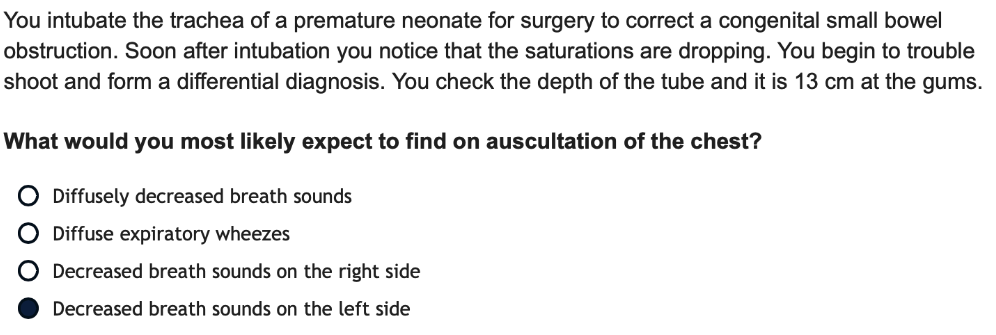 You intubate the trachea of a premature neonate for surgery to correct a congenital small bowel
obstruction. Soon after intubation you notice that the saturations are dropping. You begin to trouble
shoot and form a differential diagnosis. You check the depth of the tube and it is 13 cm at the gums.
What would you most likely expect to find on auscultation of the chest?
Diffusely decreased breath sounds
Diffuse expiratory wheezes
Decreased breath sounds on the right side
Decreased breath sounds on the left side